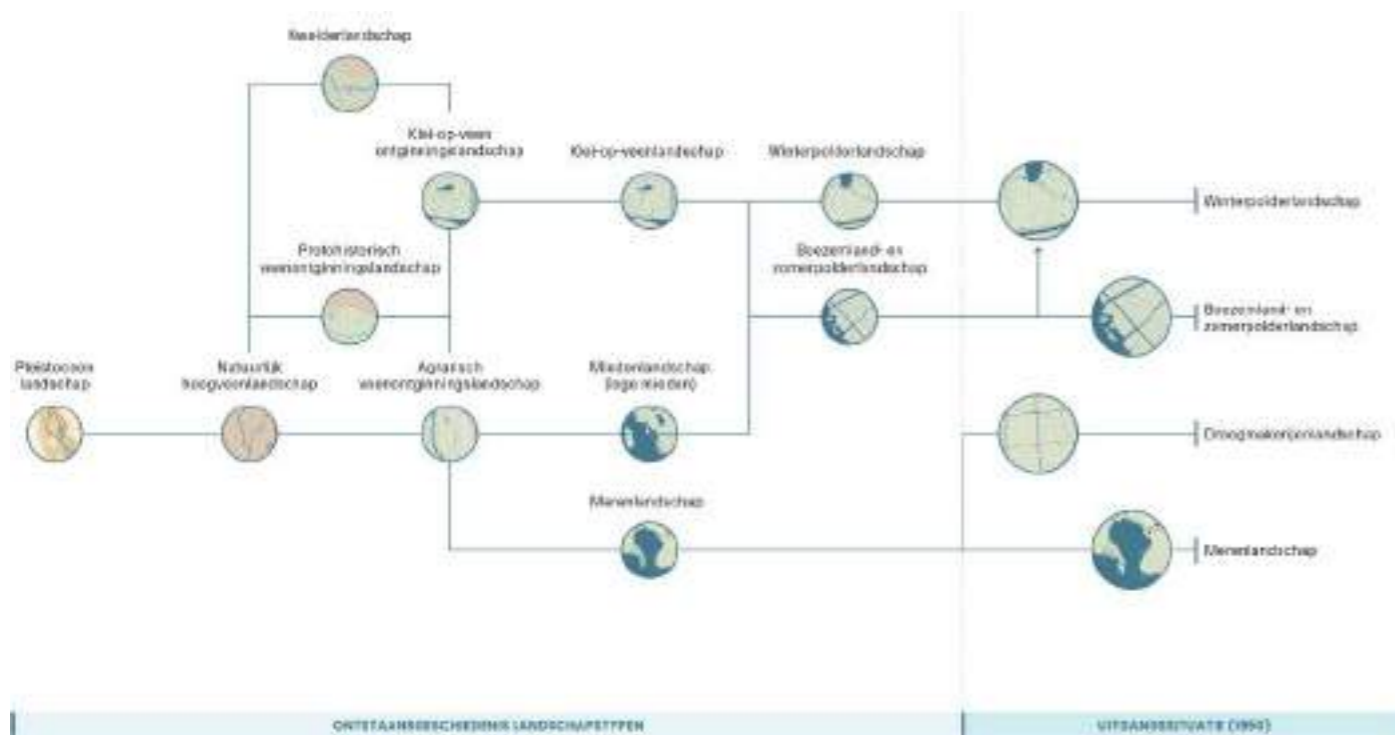 Kwelderlandschap
Klei-op-veen
ontginningslandschap
Klei-op-veenlandschap
Winterpolderlandschap
Winterpolderlandschap
Protohistorisch
veenontginningslandschap
Boezemland- en
zomerpolderlandschap
Boezemland- en
zomerpolderlandschap
Pleistoceen
landschap
Natuurlijk
hoogveenlandschap
Agrarisch
veenontginningslandschap
Miedenlandschap
(lage mieden)
Droogmakerijenlandschap
Merenlandschap
Merenlandschap
ONTSTAANSGESCHIEDENIS LANDSCHAPSTYPEN
UITGANGSSITUATIE (1950)